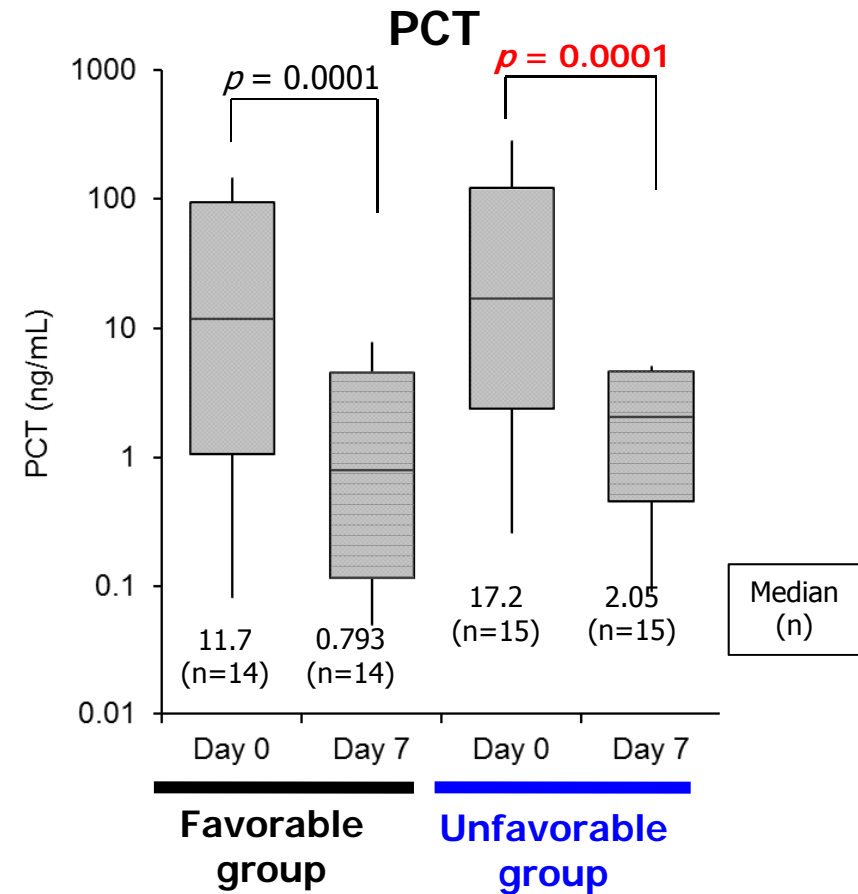 PCT
p = 0.0001
p = 0.0001
1000
100
10
1
0.1
0.01
PCT (ng/mL)
11.7
(n=14)
0.793
(n=14)
17.2
(n=15)
2.05
(n=15)
Median
(n)
Day 0
Day 7
Day 0
Day 7
Favorable
group
Unfavorable
group